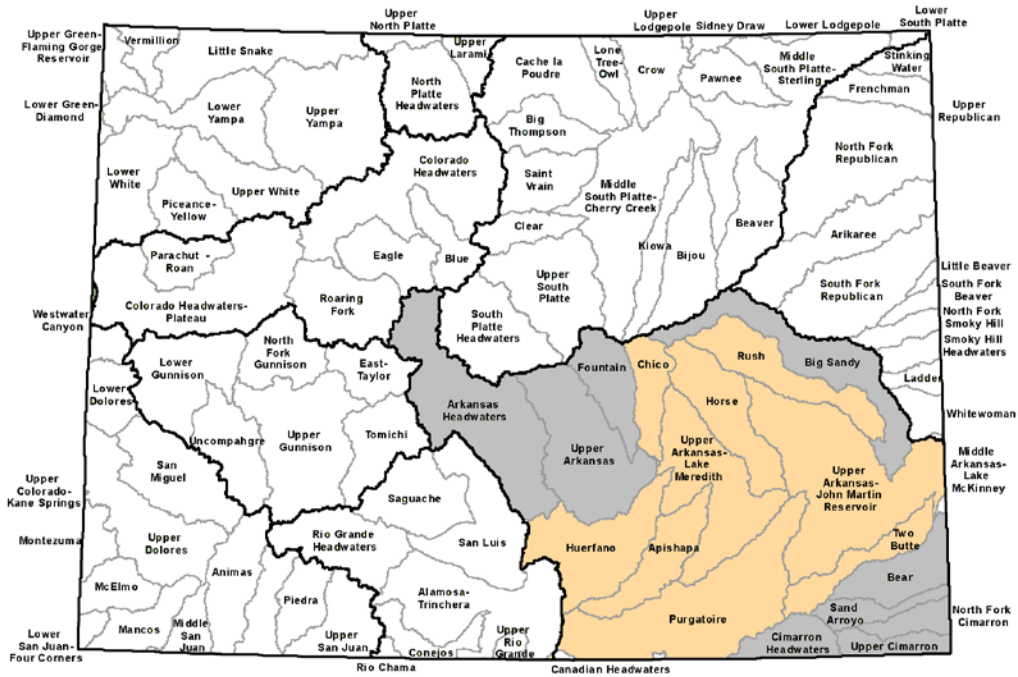 Upper
North Platte
Upper
Lodgepole
Sidney Draw
Lower Lodgepole
Lower
South Platte
Upper Green-
Flaming Gorge
Reservoir
Vermillion
Little Snake
Upper
Larami
North
Platte
Headwaters
Cache la
Poudre
Lone
Tree-
Owl
Crow
Pawnee
Middle
South Platte-
Sterling
Stinking
Water
Frenchman
Lower Green-
Diamond
Lower
Yampa
Upper
Yampa
Big
Thompson
Upper
Republican
Colorado
Headwaters
North Fork
Republican
Lower
White
Piceance-
Yellow
Upper White
Saint
Vrain
Middle
South Platte-
Cherry Creek
Clear
Beaver
Arikaree
Parachut -
Roan
Eagle
Blue
Kiowa
Bijou
Little Beaver
Upper
South
Platte
South Fork
Republican
South Fork
Beaver
Colorado Headwaters-
Plateau
Roaring
Fork
Westwater
Canyon
South
Platte
Headwaters
North Fork
Smoky Hill
Smoky Hill
Headwaters
North
Fork
Gunnison
Lower
Gunnison
East-
Taylor
Fountain
Chico
Rush
Big Sandy
Ladder
Lower
Dolores
Arkansas
Headwaters
Horse
Whitewoman
Uncompahgre
Upper
Gunnison
Tomichi
Upper
Arkansas
Upper
Arkansas-
Lake
Meredith
Middle
Arkansas-
Lake
McKinney
San
Miguel
Upper
Arkansas-
John Martin
Reservoir
Upper
Colorado-
Kane Springs
Saguache
Montezuma
Upper
Dolores
Rio Grande
Headwaters
San Luis
Huerfano
Apishapa
Two
Butte
Animas
McElmo
Piedra
Alamosa-
Trinchera
Bear
Purgatoire
Sand
Arroyo
North Fork
Cimarron
Lower
San Juan-
Four Corners
Mancos
Middle
San
Juan
Upper
San Juan
Conejos
Upper
Rio
Grande
Cimarron
Headwaters
Upper Cimarron
Rio Chama
Canadian Headwaters